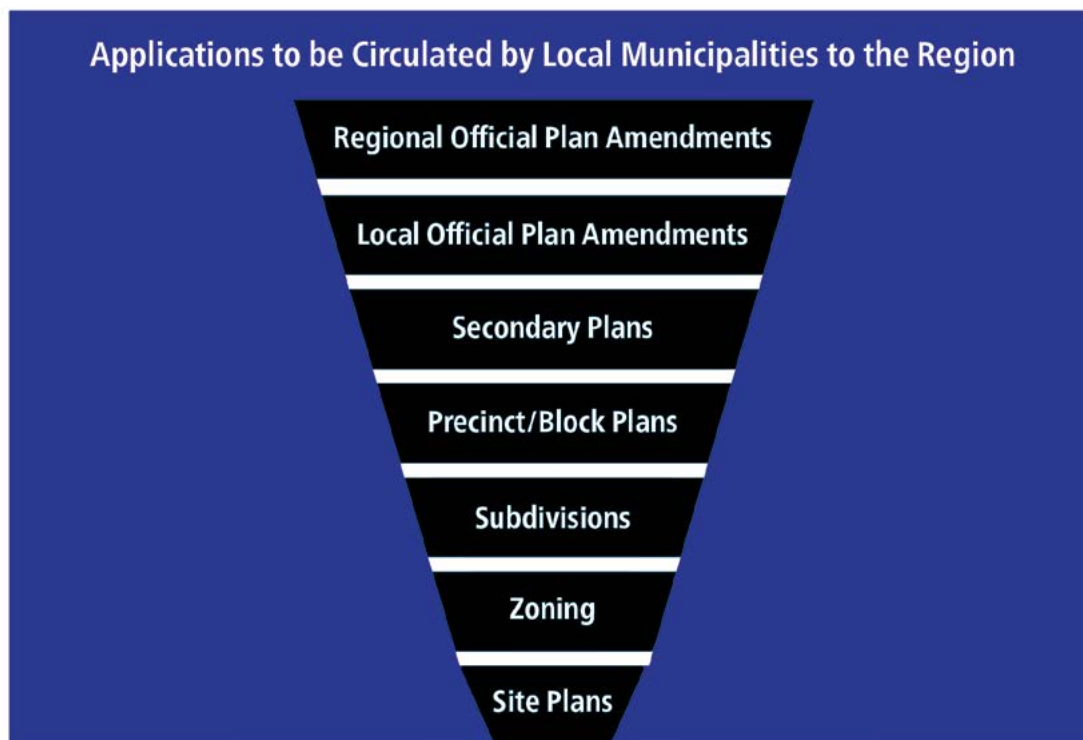 Applications to be Circulated by Local Municipalities to the Region
Regional Official Plan Amendments
Local Official Plan Amendments
Secondary Plans
Precinct/Block Plans
Subdivisions
Zoning
Site Plans